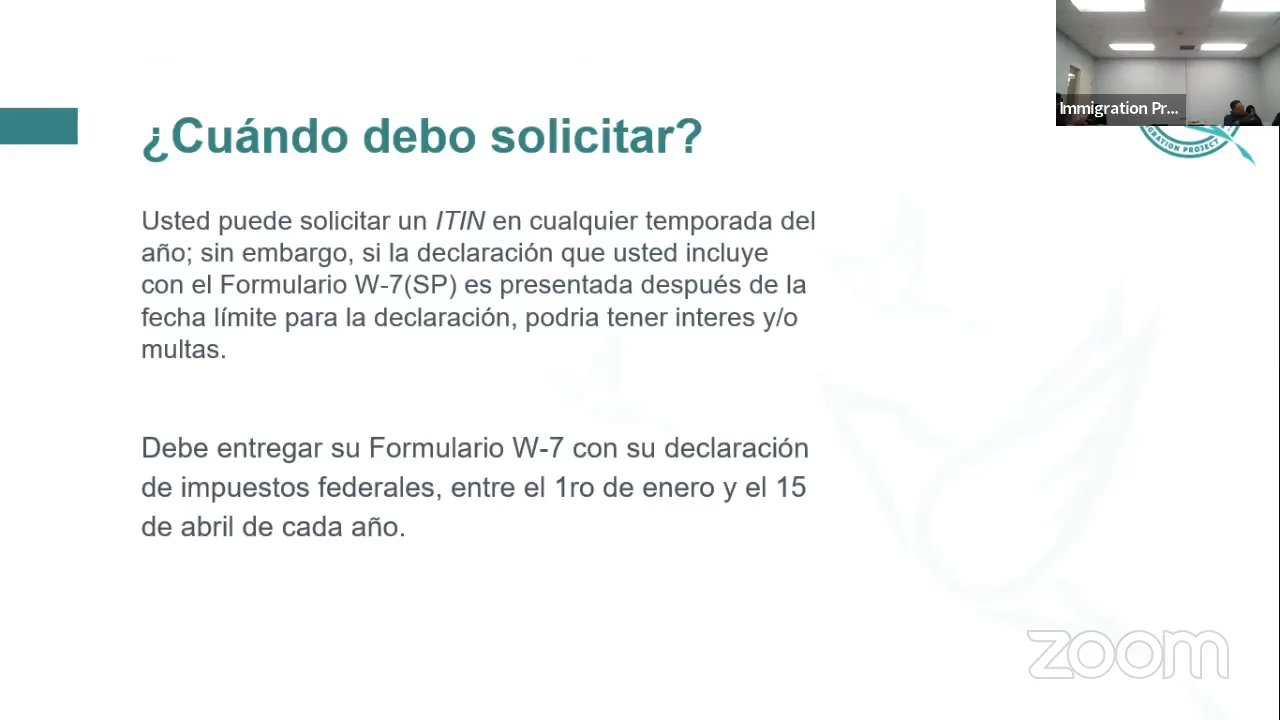 Immigration Pr...
GRATION PROJECT
¿Cuándo debo solicitar?
Usted puede solicitar un ITIN en cualquier temporada del
año; sin embargo, si la declaración que usted incluye
con el Formulario W-7(SP) es presentada después de la
fecha límite para la declaración, podria tener interes y/o
multas.
Debe entregar su Formulario W-7 con su declaración
de impuestos federales, entre el 1ro de enero y el 15
de abril de cada año.
zoom